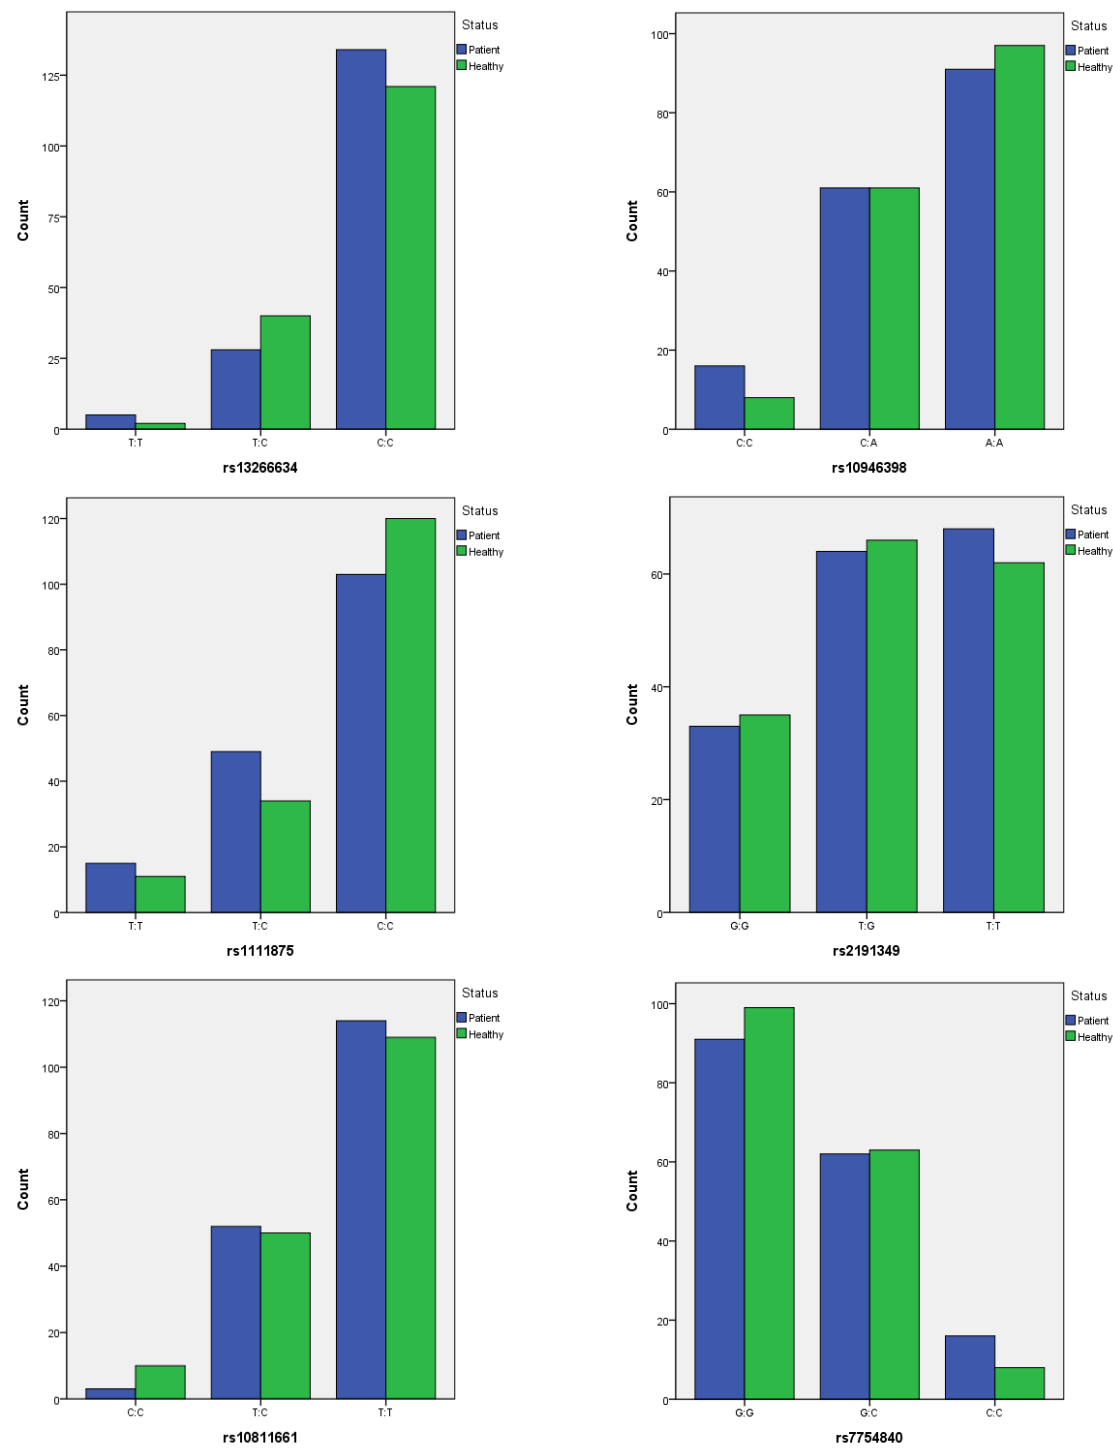 Status
Patient
Healthy
Count
125
100
75
50
25
0
T:T T:C C:C
rs13266634
Status
Patient
Healthy
Count
100
80
60
40
20
0
C:C C:A A:A
rs10946398
Status
Patient
Healthy
Count
120
100
80
60
40
20
0
T:T T:C C:C
rs1111875
Status
Patient
Healthy
Count
60
40
20
0
G:G T:G T:T
rs2191349
Status
Patient
Healthy
Count
120
100
80
60
40
20
0
C:C T:C T:T
rs10811661
Status
Patient
Healthy
Count
100
80
60
40
20
0
G:G G:C C:C
rs7754840